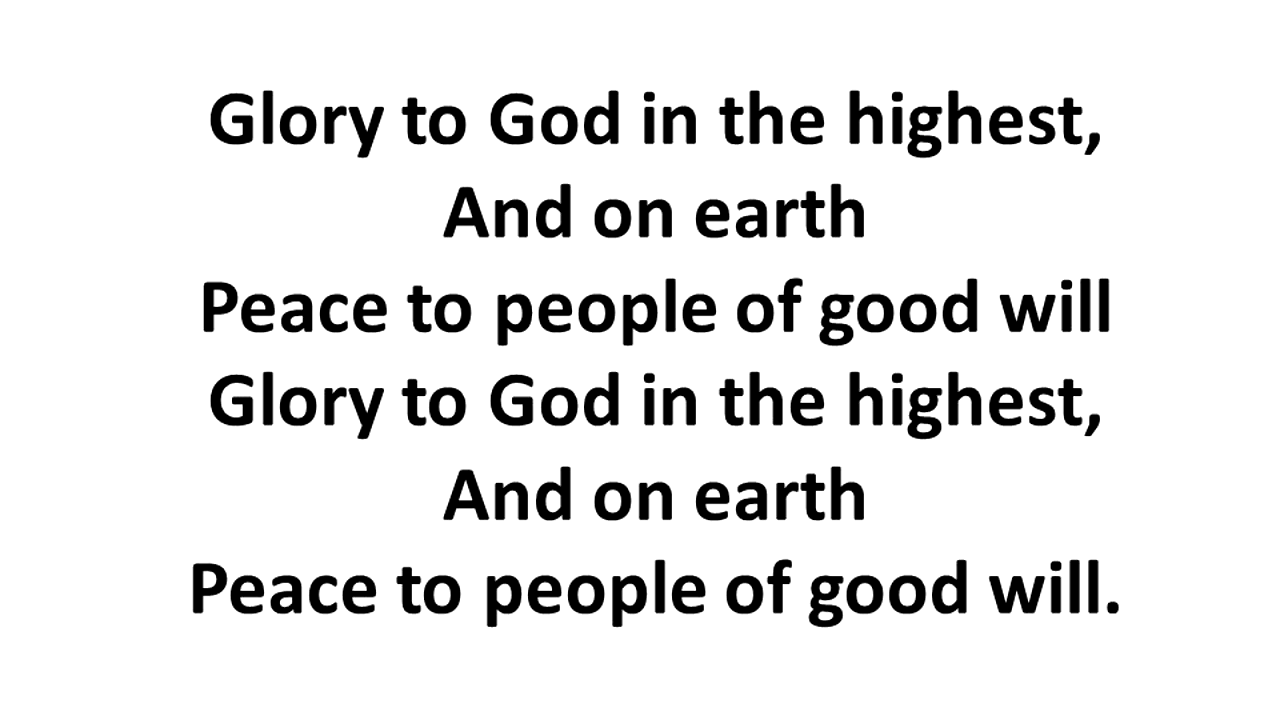 Glory to God in the highest,
And on earth
Peace to people of good will
Glory to God in the highest,
And on earth
Peace to people of good will.